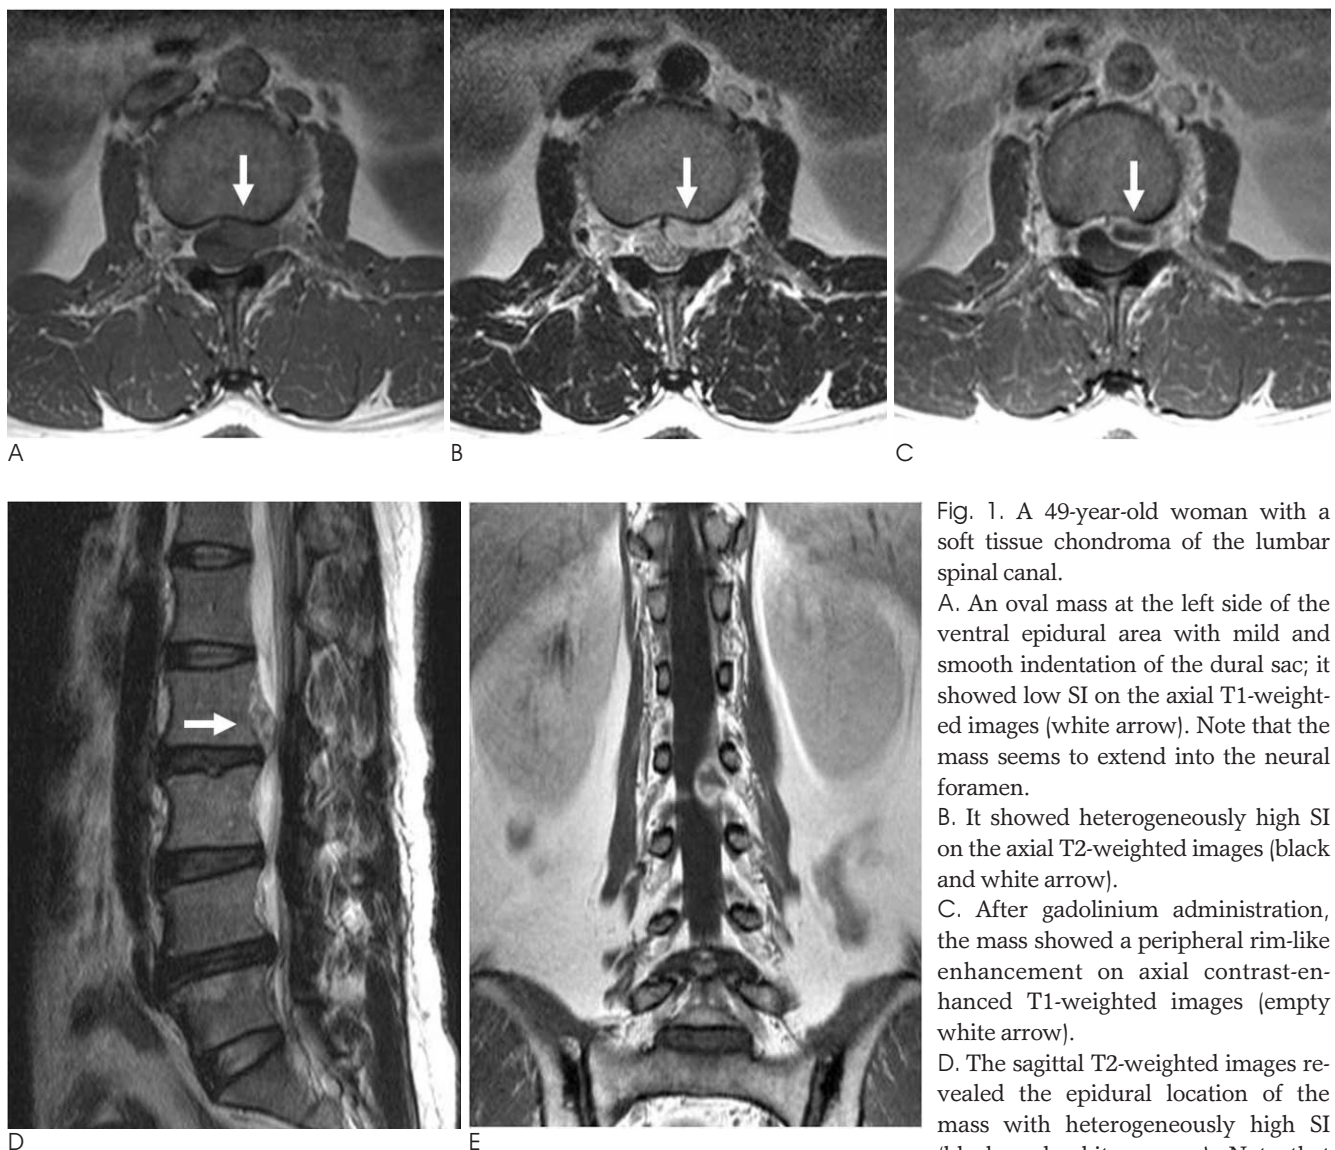 A
B
C
D
E
Fig. 1. A 49-year-old woman with a
soft tissue chondroma of the lumbar
spinal canal.
A. An oval mass at the left side of the
ventral epidural area with mild and
smooth indentation of the dural sac; it
showed low SI on the axial T1-weight-
ed images (white arrow). Note that the
mass seems to extend into the neural
foramen.
B. It showed heterogeneously high SI
on the axial T2-weighted images (black
and white arrow).
C. After gadolinium administration,
the mass showed a peripheral rim-like
enhancement on axial contrast-en-
hanced T1-weighted images (empty
white arrow).
D. The sagittal T2-weighted images re-
vealed the epidural location of the
mass with heterogeneously high SI